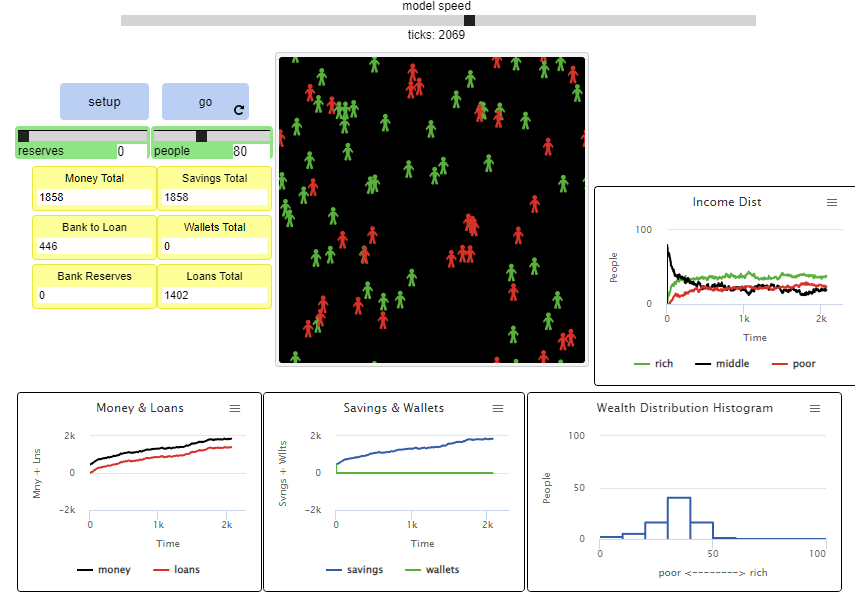 model speed
ticks: 2069
setup
go
reserves 0
people 80
Money Total
1858
Savings Total
1858
Bank to Loan
446
Wallets Total
0
Bank Reserves
0
Loans Total
1402
Income Dist
People
100
0
0 1k 2k
Time
rich middle poor
Money & Loans
Mny + Lns
2k
0
-2k
0 1k 2k
Time
money loans
Savings & Wallets
Svngs + Wllts
2k
0
-2k
0 1k 2k
Time
savings wallets
Wealth Distribution Histogram
People
100
50
0
0 50 100
poor <--------> rich